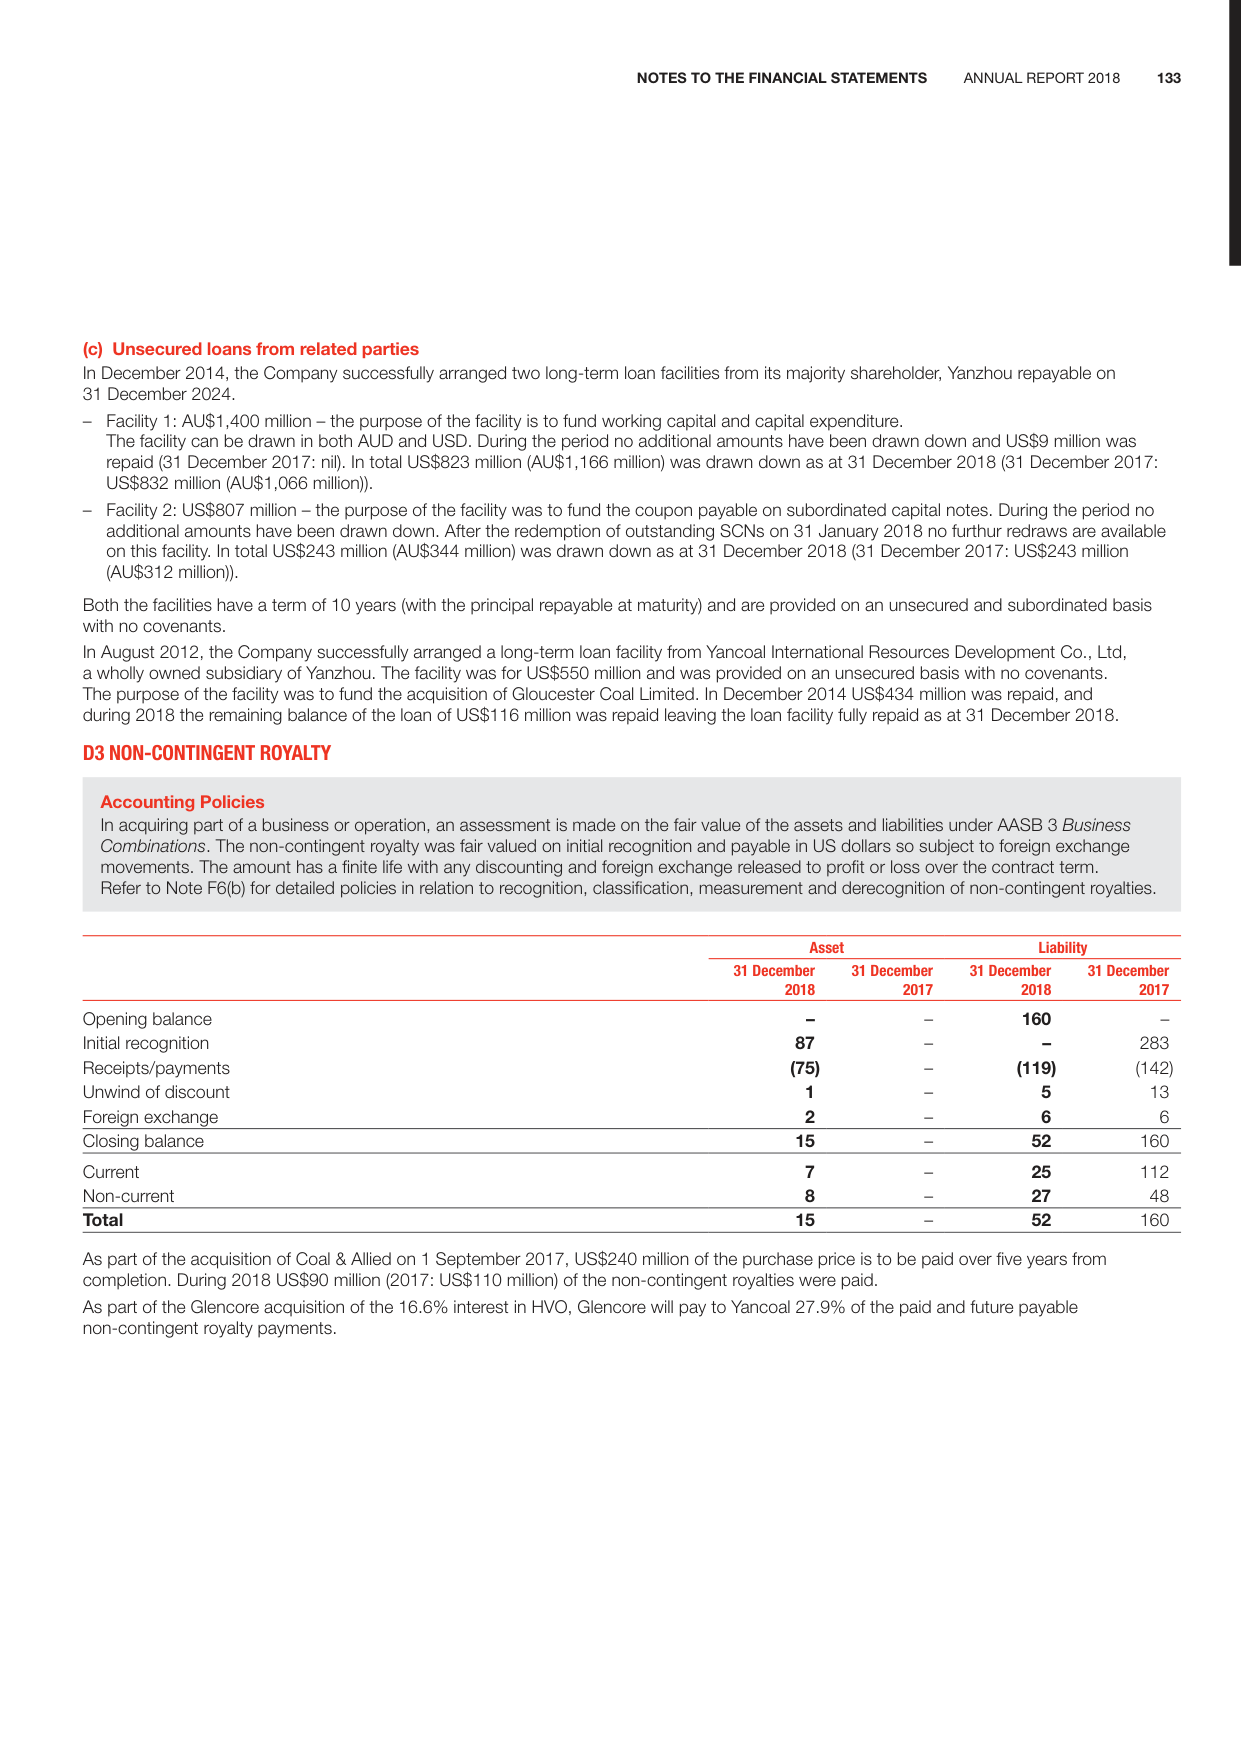 NOTES TO THE FINANCIAL STATEMENTS ANNUAL REPORT 2018 133
(c) Unsecured loans from related parties
In December 2014, the Company successfully arranged two long-term loan facilities from its majority shareholder, Yanzhou repayable on
31 December 2024.
– Facility 1: AU$1,400 million – the purpose of the facility is to fund working capital and capital expenditure.
The facility can be drawn in both AUD and USD. During the period no additional amounts have been drawn down and US$9 million was
repaid (31 December 2017: nil). In total US$823 million (AU$1,166 million) was drawn down as at 31 December 2018 (31 December 2017:
US$832 million (AU$1,066 million)).
– Facility 2: US$807 million – the purpose of the facility was to fund the coupon payable on subordinated capital notes. During the period no
additional amounts have been drawn down. After the redemption of outstanding SCNs on 31 January 2018 no furthur redraws are available
on this facility. In total US$243 million (AU$344 million) was drawn down as at 31 December 2018 (31 December 2017: US$243 million
(AU$312 million)).
Both the facilities have a term of 10 years (with the principal repayable at maturity) and are provided on an unsecured and subordinated basis
with no covenants.
In August 2012, the Company successfully arranged a long-term loan facility from Yancoal International Resources Development Co., Ltd,
a wholly owned subsidiary of Yanzhou. The facility was for US$550 million and was provided on an unsecured basis with no covenants.
The purpose of the facility was to fund the acquisition of Gloucester Coal Limited. In December 2014 US$434 million was repaid, and
during 2018 the remaining balance of the loan of US$116 million was repaid leaving the loan facility fully repaid as at 31 December 2018.
D3 NON-CONTINGENT ROYALTY
Accounting Policies
In acquiring part of a business or operation, an assessment is made on the fair value of the assets and liabilities under AASB 3 Business
Combinations. The non-contingent royalty was fair valued on initial recognition and payable in US dollars so subject to foreign exchange
movements. The amount has a finite life with any discounting and foreign exchange released to profit or loss over the contract term.
Refer to Note F6(b) for detailed policies in relation to recognition, classification, measurement and derecognition of non-contingent royalties.
Asset Liability
31 December 31 December 31 December 31 December
2018 2017 2018 2017
Opening balance – – 160 –
Initial recognition 87 – – 283
Receipts/payments (75) – (119) (142)
Unwind of discount 1 – 5 13
Foreign exchange 2 – 6 6
Closing balance 15 – 52 160
Current 7 – 25 112
Non-current 8 – 27 48
Total 15 – 52 160
As part of the acquisition of Coal & Allied on 1 September 2017, US$240 million of the purchase price is to be paid over five years from
completion. During 2018 US$90 million (2017: US$110 million) of the non-contingent royalties were paid.
As part of the Glencore acquisition of the 16.6% interest in HVO, Glencore will pay to Yancoal 27.9% of the paid and future payable
non-contingent royalty payments.